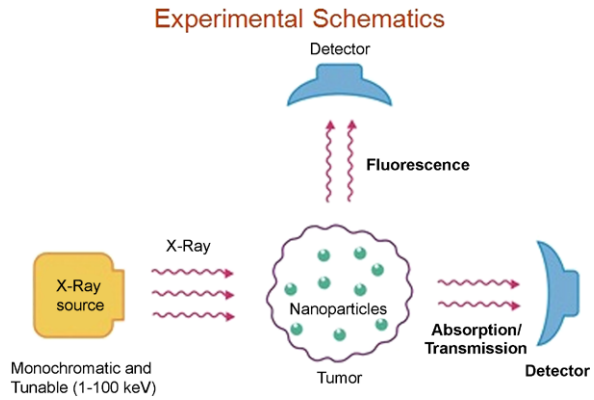 Experimental Schematics
Detector
Fluorescence
X-Ray
X-Ray
source
Nanoparticles
Absorption/
Transmission
Monochromatic and
Tunable (1-100 keV)
Tumor
Detector